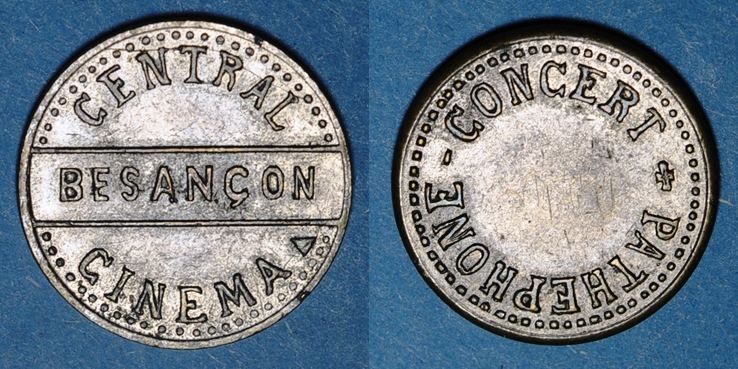 CENTRAL
BESANÇON
CINEMA
CONCERT
PATHEPHONE -